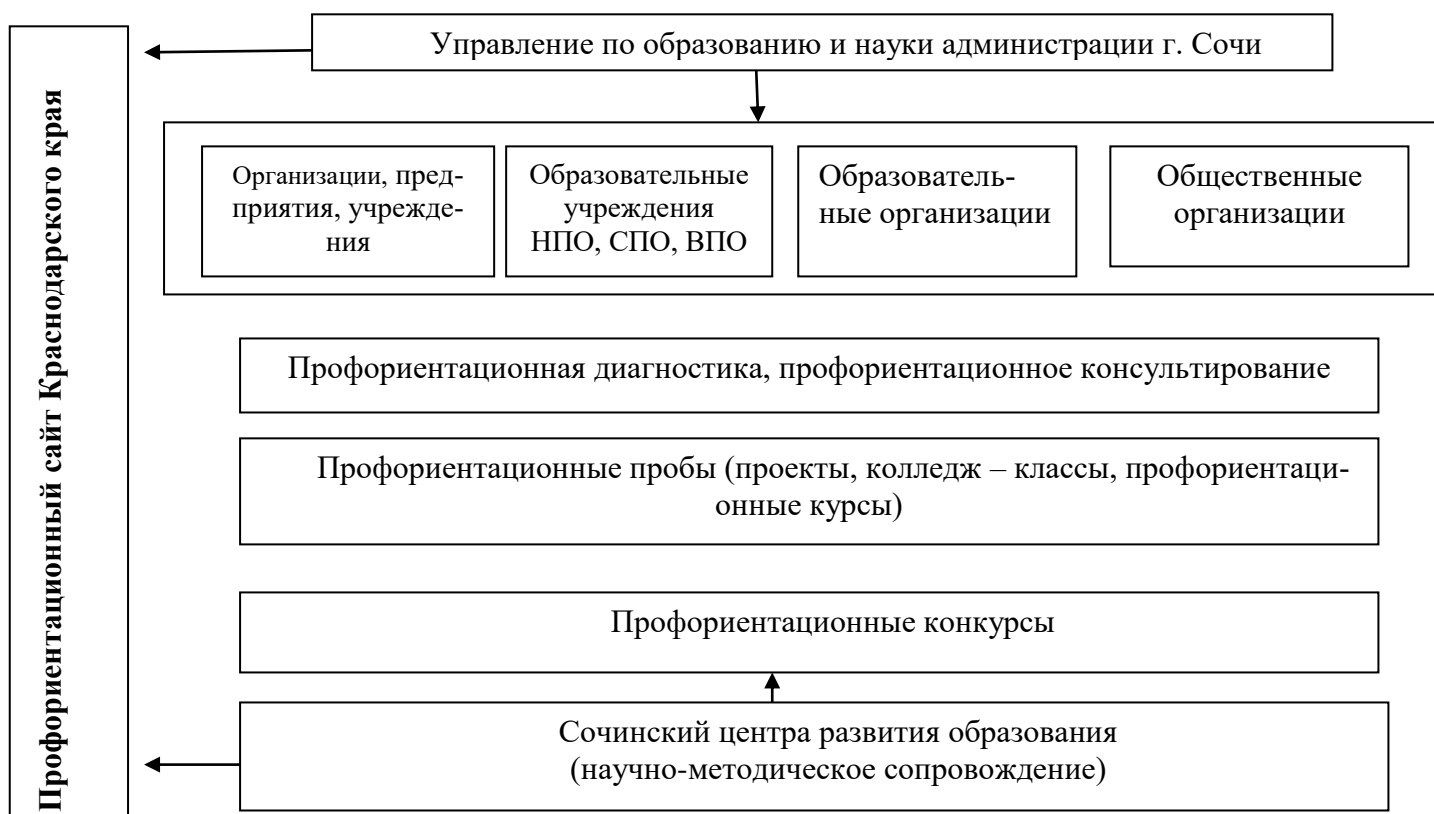 Управление по образованию и науки администрации г. Сочи
Профориентационный сайт Краснодарского края
Организации, пред-
приятия, учрежде-
ния
Образовательные
учреждения
НПО, СПО, ВПО
Образователь-
ные организации
Общественные
организации
Профориентационная диагностика, профориентационное консультирование
Профориентационные пробы (проекты, колледж – классы, профориентаци-
онные курсы)
Профориентационные конкурсы
Сочинский центра развития образования
(научно-методическое сопровождение)